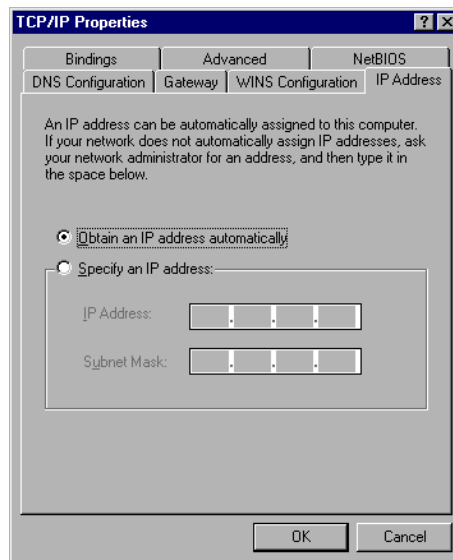 TCP/IP Properties
Bindings Advanced NetBIOS
DNS Configuration Gateway WINS Configuration IP Address
An IP address can be automatically assigned to this computer.
If your network does not automatically assign IP addresses, ask
your network administrator for an address, and then type it in
the space below.
Obtain an IP address automatically
Specify an IP address:
IP Address: . . .
Subnet Mask: . . .
OK Cancel